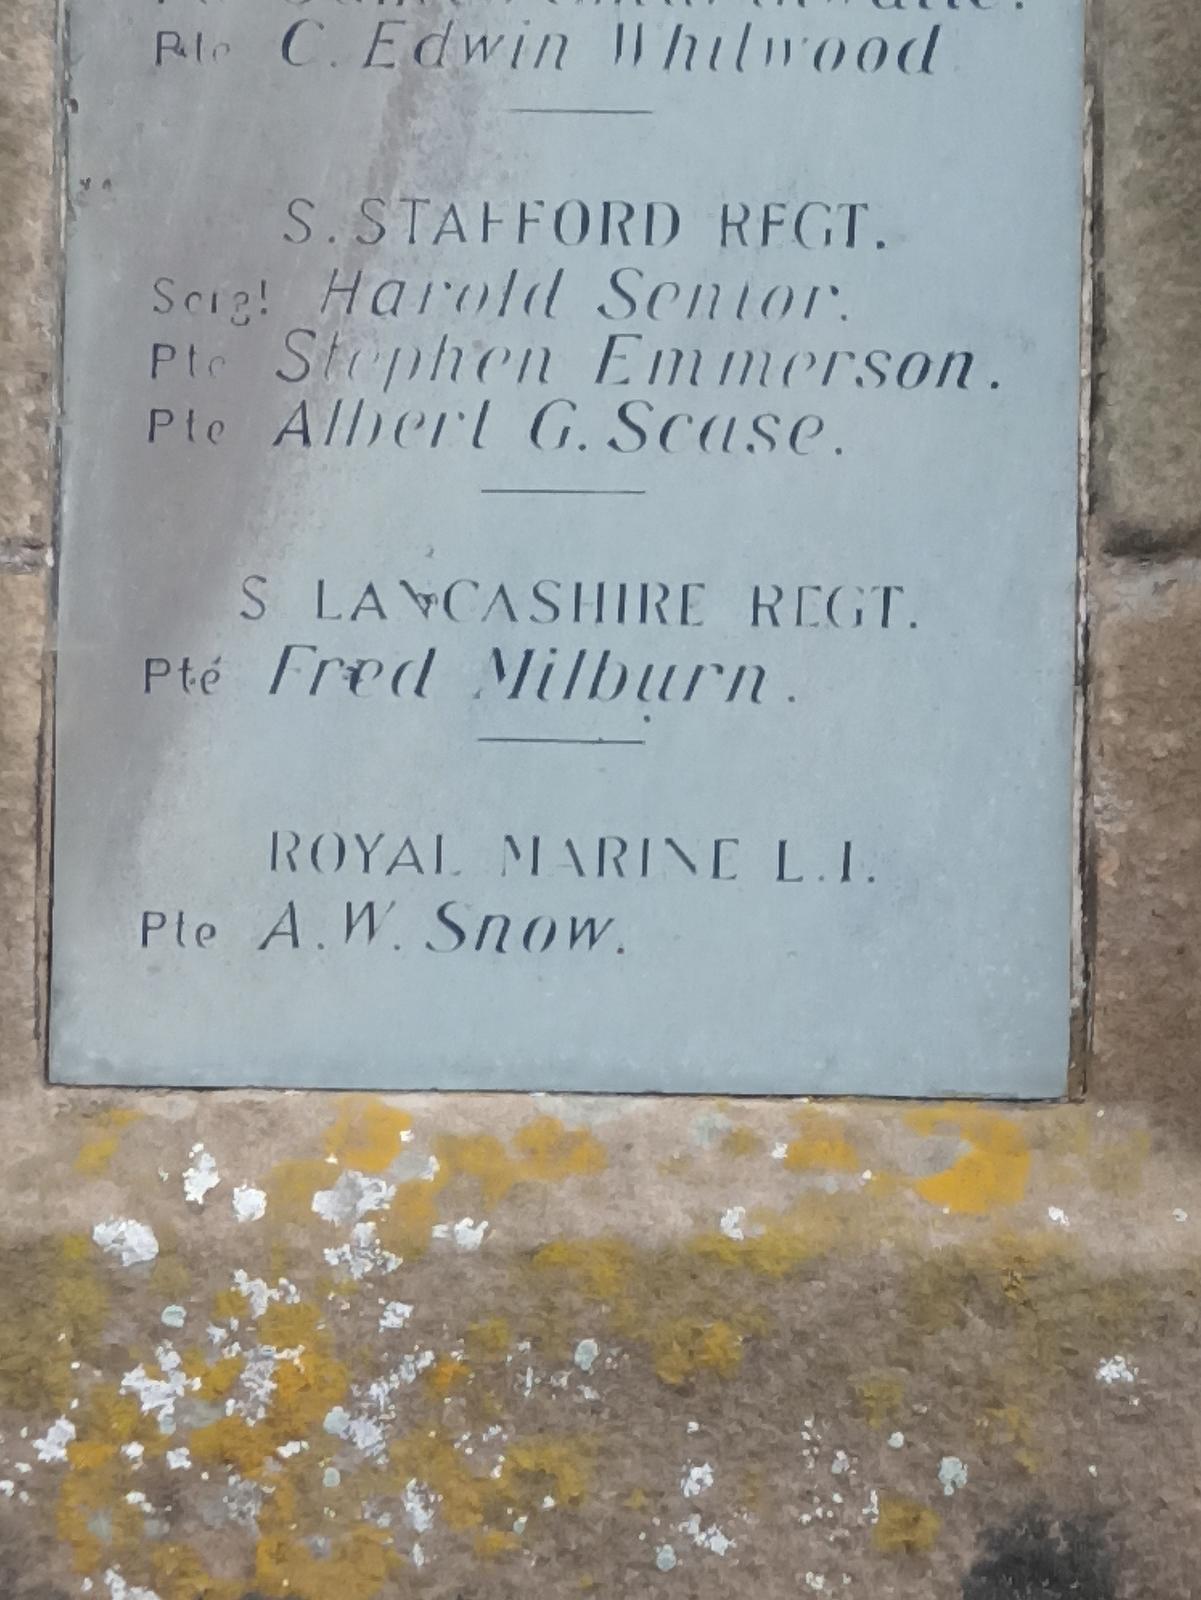 Pte C. Edwin Whitwood
S. STAFFORD REGT.
Sergt Harold Senior.
Pte Stephen Emmerson.
Pte Albert G. Scase.
S LANCASHIRE REGT.
Pte Fred Milburn.
ROYAL MARINE L.I.
Pte A.W. Snow.